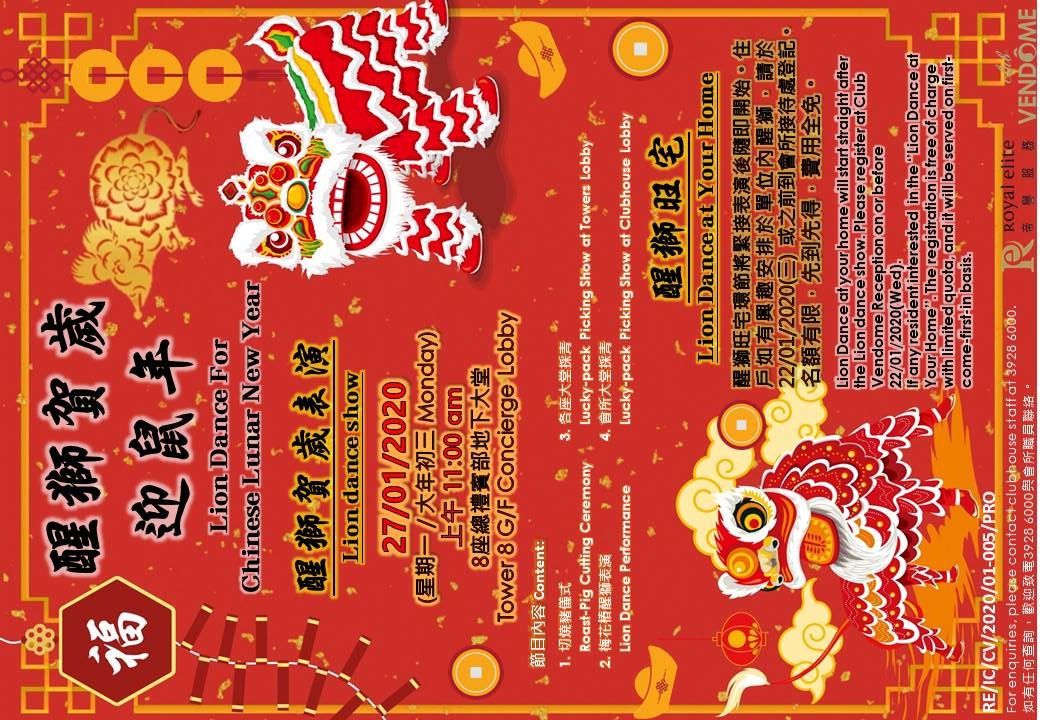 福
醒獅賀歲
迎鼠年
Lion Dance For
Chinese Lunar New Year
醒獅賀歲表演
Lion dance show
27/01/2020
(星期一 / 大年初三 Monday)
上午 11:00 am
8座總禮賓部地下大堂
Tower 8 G/F Concierge Lobby
節目內容 Content:
1. 切燒豬儀式
Roast-Pig Cutting Ceremony
2. 梅花樁醒獅表演
Lion Dance Performance
3. 各座大堂採青
Lucky-pack Picking Show at Towers Lobby
4. 會所大堂採青
Lucky-pack Picking Show at Clubhouse Lobby
醒獅旺宅
Lion Dance at Your Home
醒獅旺宅環節將緊接表演後隨即開始。住
戶如有興趣安排於單位內醒獅，請於
22/01/2020(三) 或之前到會所接待處登記。
名額有限，先到先得，費用全免。
Lion Dance at your home will start straight after
the Lion dance show. Please register at Club
Vendome Reception on or before
22/01/2020(Wed).
If any resident interested in the "Lion Dance at
Your Home". The registration is free of charge
with limited quota, and it will be served on first-
come-first-in basis.
RE/IC/CV/2020/01-005/PRO
For enquiries, please contact clubhouse staff at 3928 6000.
如有任何查詢，歡迎致電3928 6000與會所職員聯絡。
Royal elite
帝譽服務
club
VENDÔME